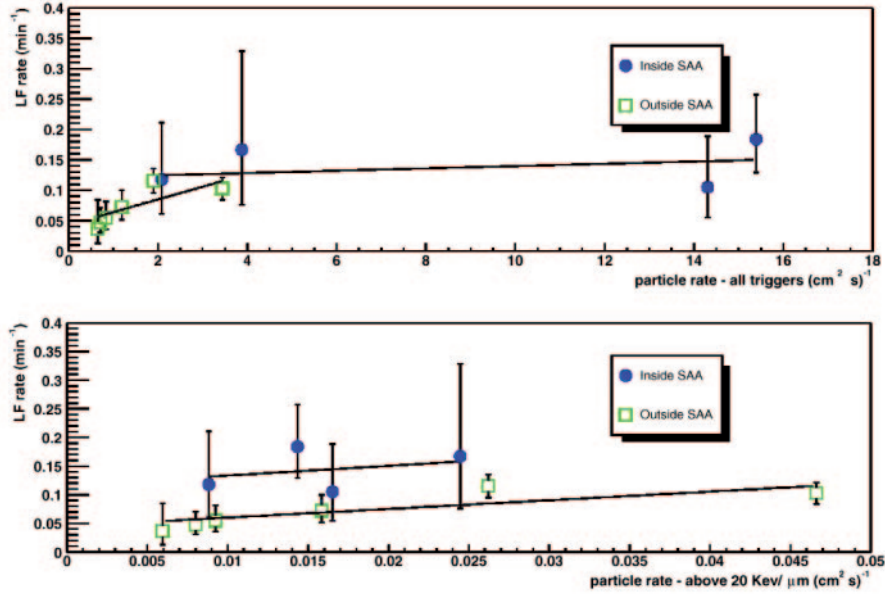 LF rate (min⁻¹)
0.4
0.35
0.3
0.25
0.2
0.15
0.1
0.05
0
Inside SAA
Outside SAA
0 2 4 6 8 10 12 14 16 18
particle rate - all triggers (cm² s)⁻¹
LF rate (min⁻¹)
0.4
0.35
0.3
0.25
0.2
0.15
0.1
0.05
0
Inside SAA
Outside SAA
0 0.005 0.01 0.015 0.02 0.025 0.03 0.035 0.04 0.045 0.05
particle rate - above 20 Kev/ μm (cm² s)⁻¹